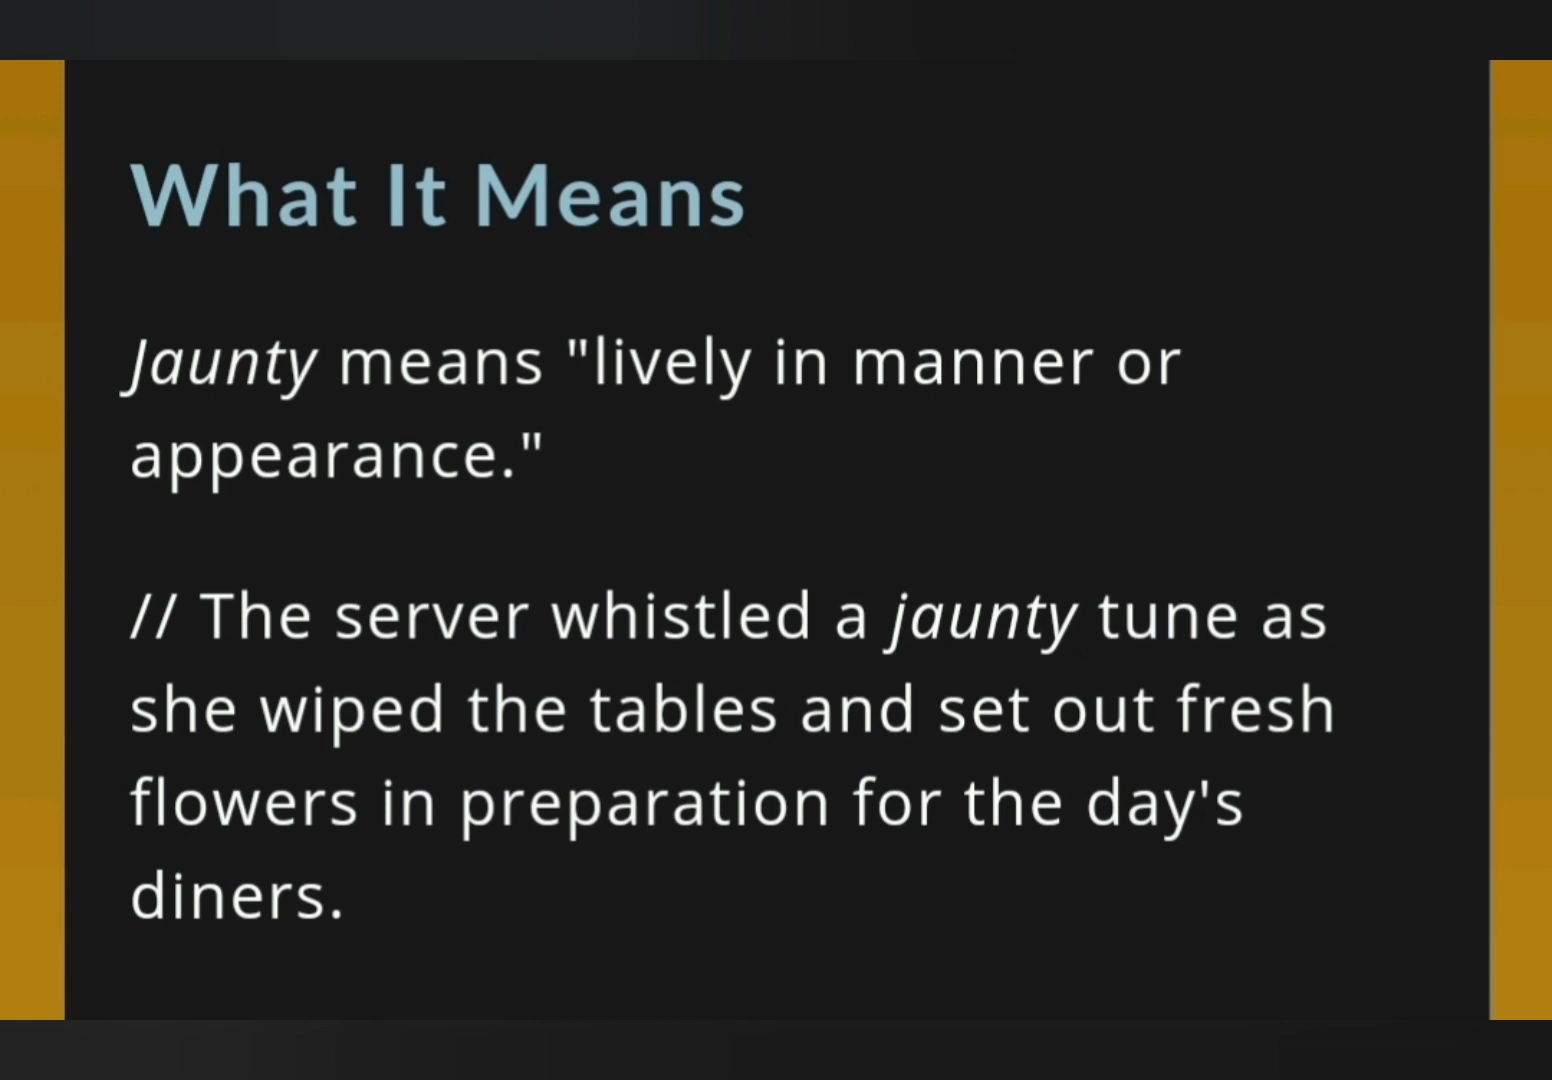 What It Means
Jaunty means "lively in manner or
appearance."
// The server whistled a jaunty tune as
she wiped the tables and set out fresh
flowers in preparation for the day's
diners.